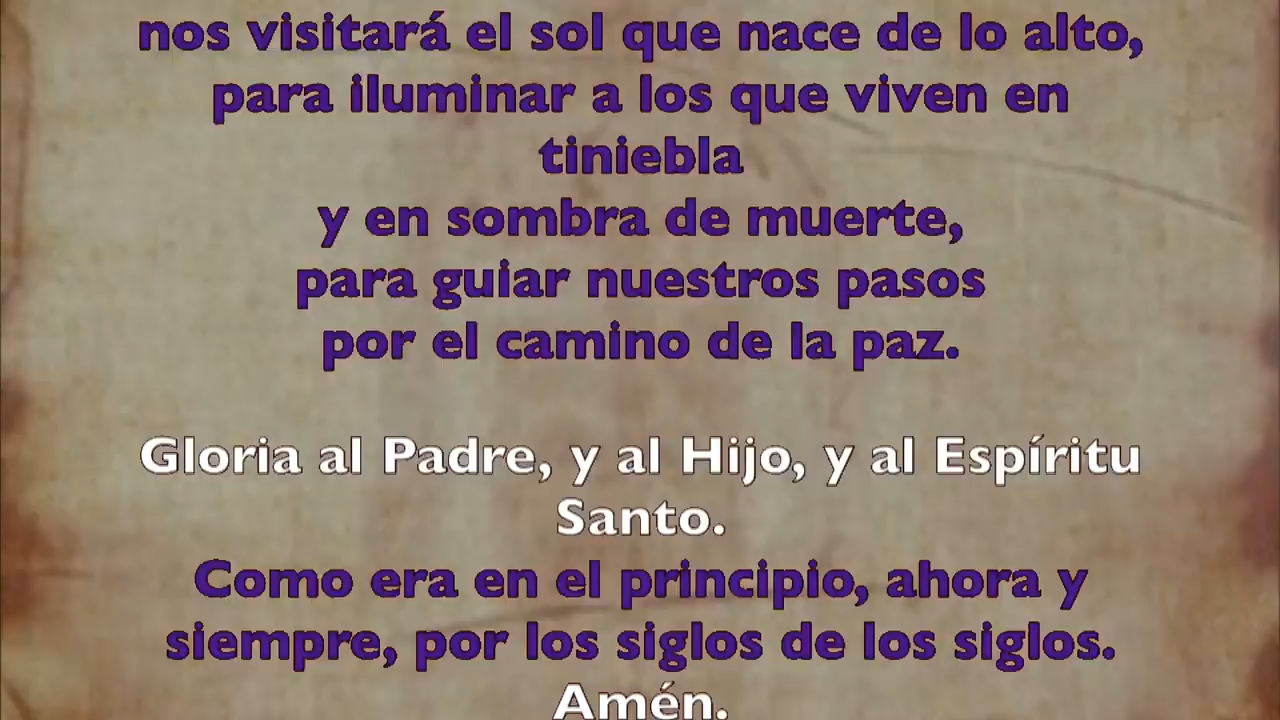 nos visitará el sol que nace de lo alto,
para iluminar a los que viven en
tiniebla
y en sombra de muerte,
para guiar nuestros pasos
por el camino de la paz.
Gloria al Padre, y al Hijo, y al Espíritu
Santo.
Como era en el principio, ahora y
siempre, por los siglos de los siglos.
Amén.